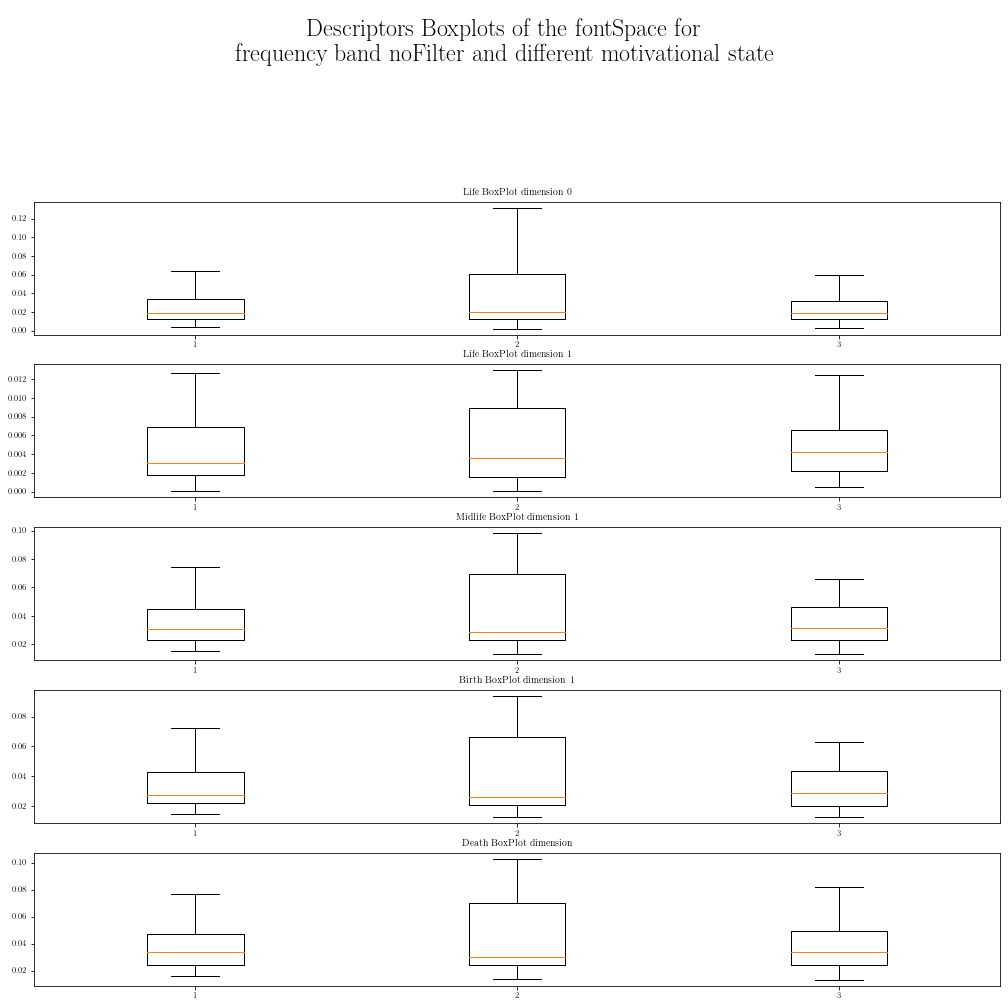 Descriptors Boxplots of the fontSpace for
frequency band noFilter and different motivational state
Life BoxPlot dimension 0
0.12
0.10
0.08
0.06
0.04
0.02
0.00
1 2 3
Life BoxPlot dimension 1
0.012
0.010
0.008
0.006
0.004
0.002
0.000
1 2 3
Midlife BoxPlot dimension 1
0.10
0.08
0.06
0.04
0.02
1 2 3
Birth BoxPlot dimension 1
0.08
0.06
0.04
0.02
1 2 3
Death BoxPlot dimension
0.10
0.08
0.06
0.04
0.02
1 2 3